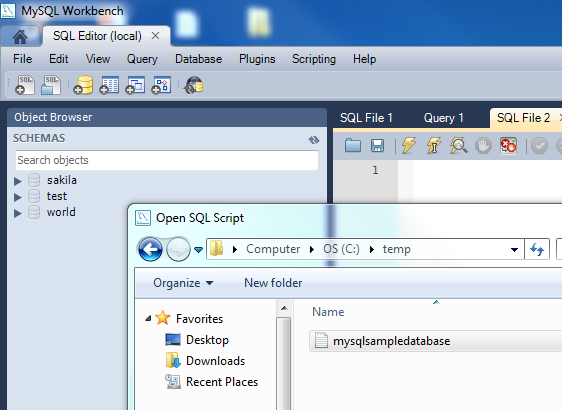 MySQL Workbench
SQL Editor (local)
File Edit View Query Database Plugins Scripting Help
SQL SQL
Object Browser
SCHEMAS
Search objects
sakila
test
world
SQL File 1 Query 1 SQL File 2
1
Open SQL Script
Computer OS (C:) temp
Organize New folder
Favorites
Desktop
Downloads
Recent Places
Name
mysqlsampledatabase